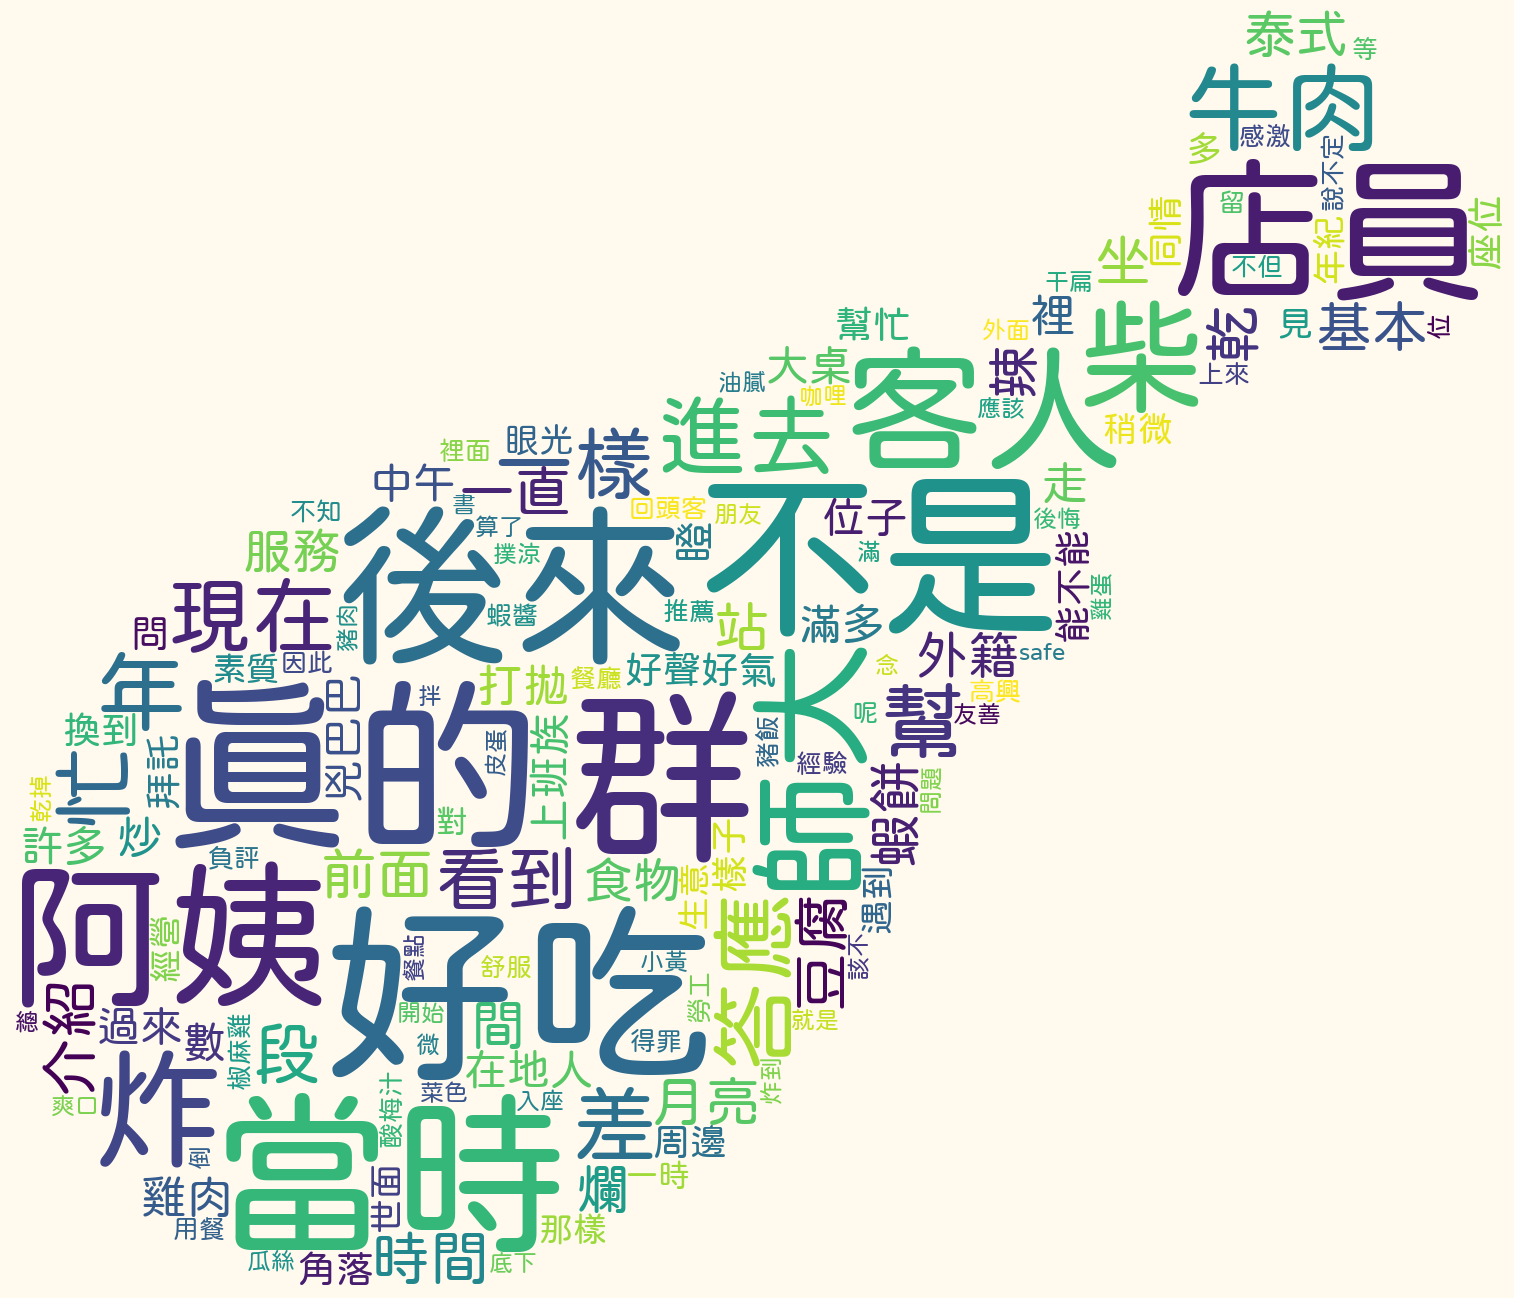 泰式
等
牛肉
多
感激
說不定
店員
留
不但
同情
年紀
座位
坐
干扁
裡
柴
乾
見
基本
位
上來
幫忙
外面
辣
客人
大桌
油膩
咖哩
應該
稍微
進去
眼光
樣
裡面
一
中午
一直
書
回頭客
朋友
位子
走
後悔
不知
算了
後來
不是
服務
撲涼
瞪
滿
能不能
雞蛋
現在
問
豬肉
蝦醬
推薦
站
滿多
外籍
safe
素質
因此
年
打拋
餐廳
好聲好氣
大師
念
高興
友善
幫
呢
換到
真的
兇巴巴
拌
群
上班族
皮蛋
豬飯
經驗
忙
拜託
乾掉
許多
炒
對
蝦餅
問題
負評
前面
看到
食物
樣子
生意
遇到
阿姨
經營
好吃
餐點
舒服
小黃
答應
豆腐
該不
介紹
過來
數
椒麻雞
段
開始
微
間
得罪
勞工
就是
在地人
炸
爽口
菜色
入座
差
月亮
炸到
當時
酸梅汁
周邊
倒
雞肉
用餐
世面
爛
一時
那樣
瓜絲
角落
時間
底下